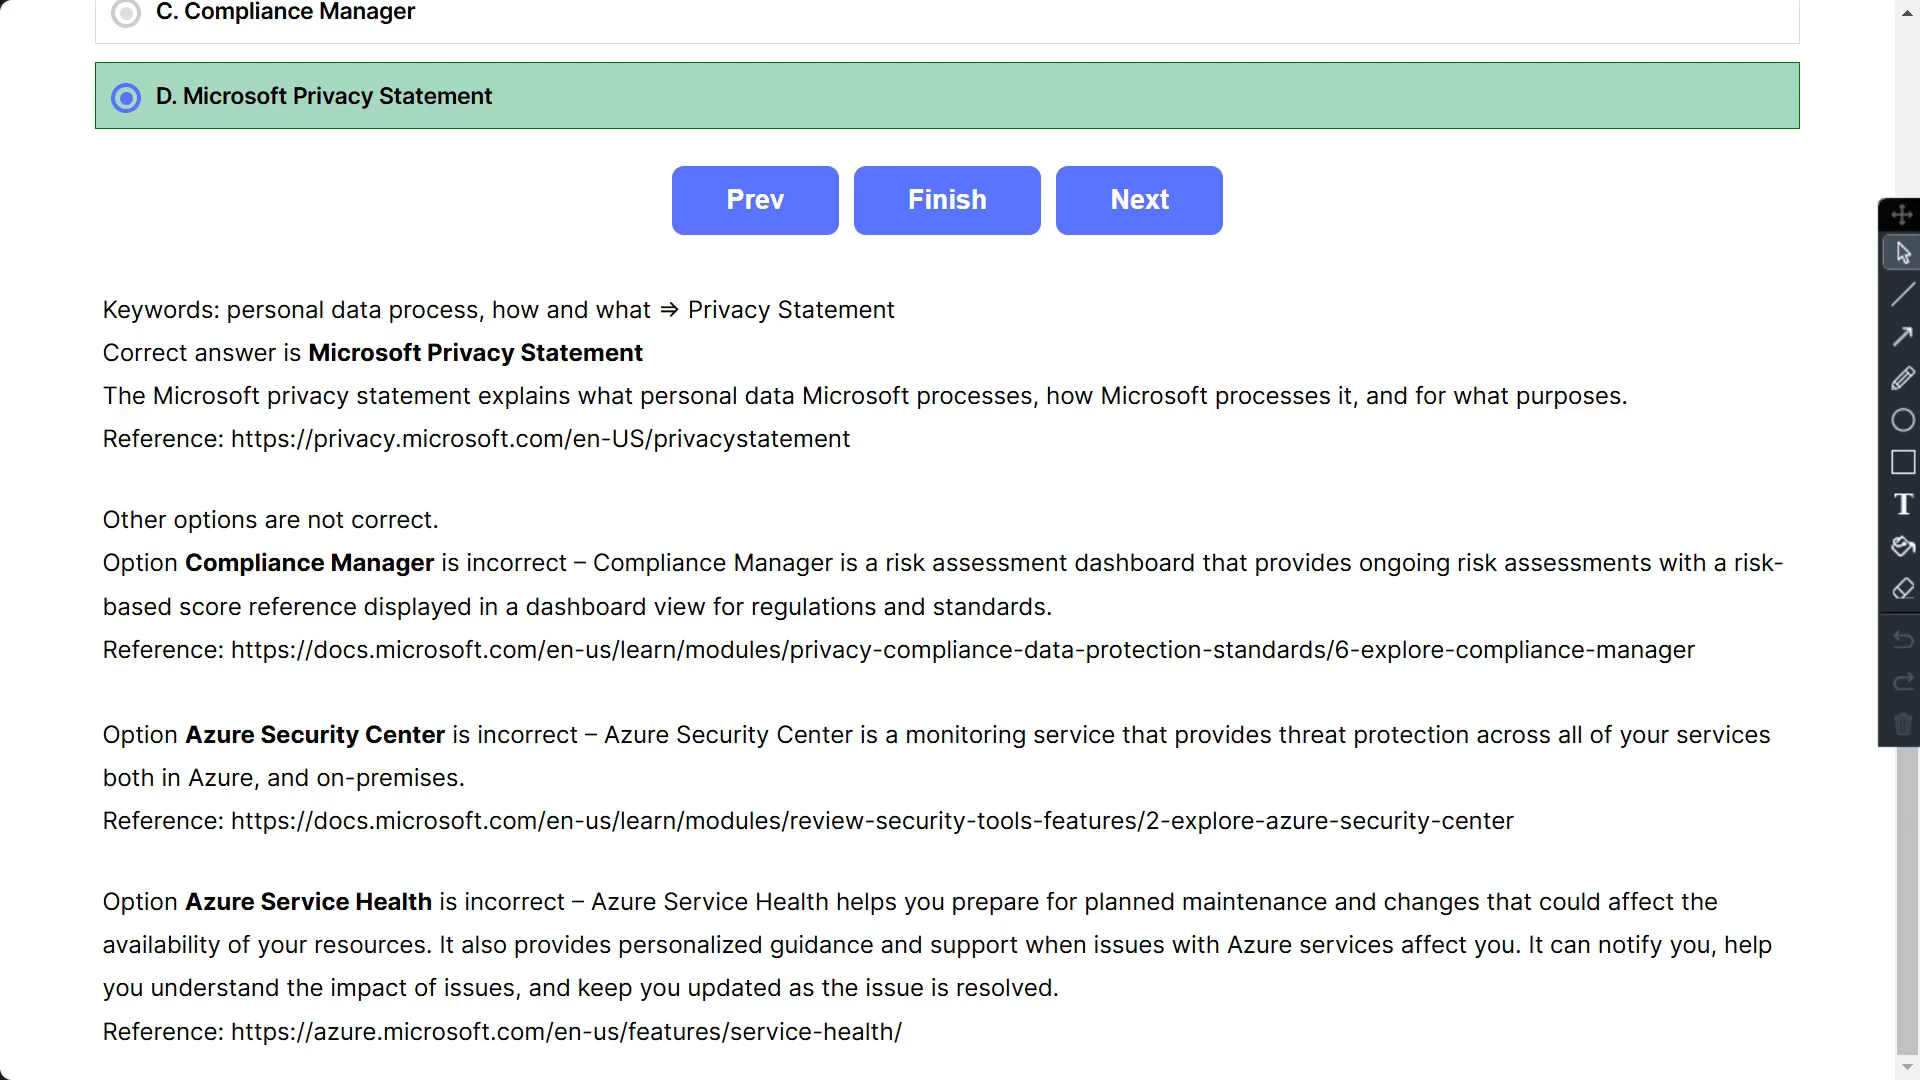 C. Compliance Manager
D. Microsoft Privacy Statement
Prev Finish Next
Keywords: personal data process, how and what ⇒ Privacy Statement
Correct answer is Microsoft Privacy Statement
The Microsoft privacy statement explains what personal data Microsoft processes, how Microsoft processes it, and for what purposes.
Reference: https://privacy.microsoft.com/en-US/privacystatement
Other options are not correct.
Option Compliance Manager is incorrect – Compliance Manager is a risk assessment dashboard that provides ongoing risk assessments with a risk-
based score reference displayed in a dashboard view for regulations and standards.
Reference: https://docs.microsoft.com/en-us/learn/modules/privacy-compliance-data-protection-standards/6-explore-compliance-manager
Option Azure Security Center is incorrect – Azure Security Center is a monitoring service that provides threat protection across all of your services
both in Azure, and on-premises.
Reference: https://docs.microsoft.com/en-us/learn/modules/review-security-tools-features/2-explore-azure-security-center
Option Azure Service Health is incorrect – Azure Service Health helps you prepare for planned maintenance and changes that could affect the
availability of your resources. It also provides personalized guidance and support when issues with Azure services affect you. It can notify you, help
you understand the impact of issues, and keep you updated as the issue is resolved.
Reference: https://azure.microsoft.com/en-us/features/service-health/
T